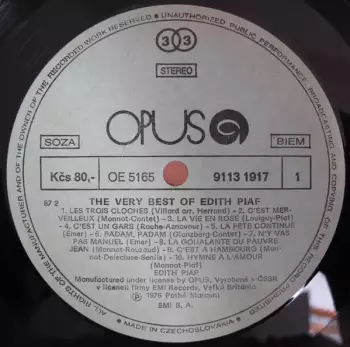 ALL RIGHTS OF THE MANUFACTURER AND OF THE OWNER OF THE RECORDED WORK RESERVED • UNAUTHORIZED PUBLIC PERFORMANCE, BROADCASTING AND COPYING OF THIS RECORD PROHIBITED •
33
STEREO
SOZA
OPUS
BIEM
Kčs 80,-
OE 5165
9113 1917
1
THE VERY BEST OF EDITH PIAF
87 2
1. LES TROIS CLOCHES (Villard arr. Herrand) - 2. C'EST MER-
VEILLEUX (Monnot-Contet) - 3. LA VIE EN ROSE (Louiguy-Piaf)
4. C'EST UN GARS (Roche-Aznavour) - 5. LA FETE CONTINUE
(Emer) - 6. PADAM, PADAM (Glanzberg-Contet) - 7. N'Y VAS
PAS MANUEL (Emer) - 8. LA GOUALANTE DU PAUVRE
JEAN (Monnot-Rouzaud) - 9. C'EST A HAMBOURG (Mon-
not-Delecluse-Senlis) - 10. HYMNE A L'AMOUR
(Monnot-Piaf)
EDITH PIAF
Manufactured under license by OPUS, Vyrobené v ČSSR
v licencii firmy EMI Records, Veľká Británia
℗ 1976 Pathé Marconi
EMI S. A.
MADE IN CZECHOSLOVAKIA